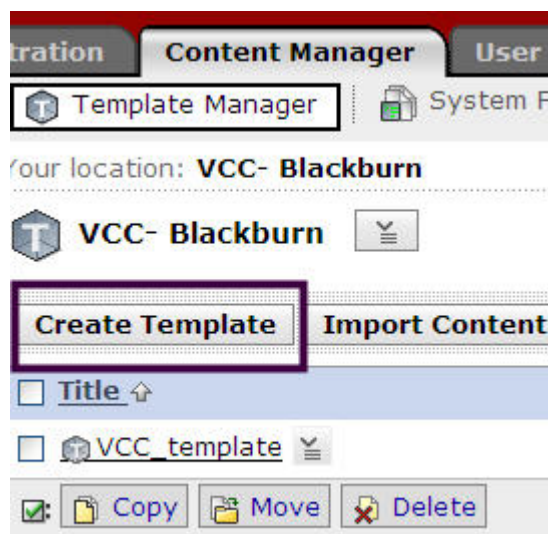 tration Content Manager User
Template Manager System F
Your location: VCC- Blackburn
VCC- Blackburn
Create Template Import Content
Title
VCC_template
Copy Move Delete